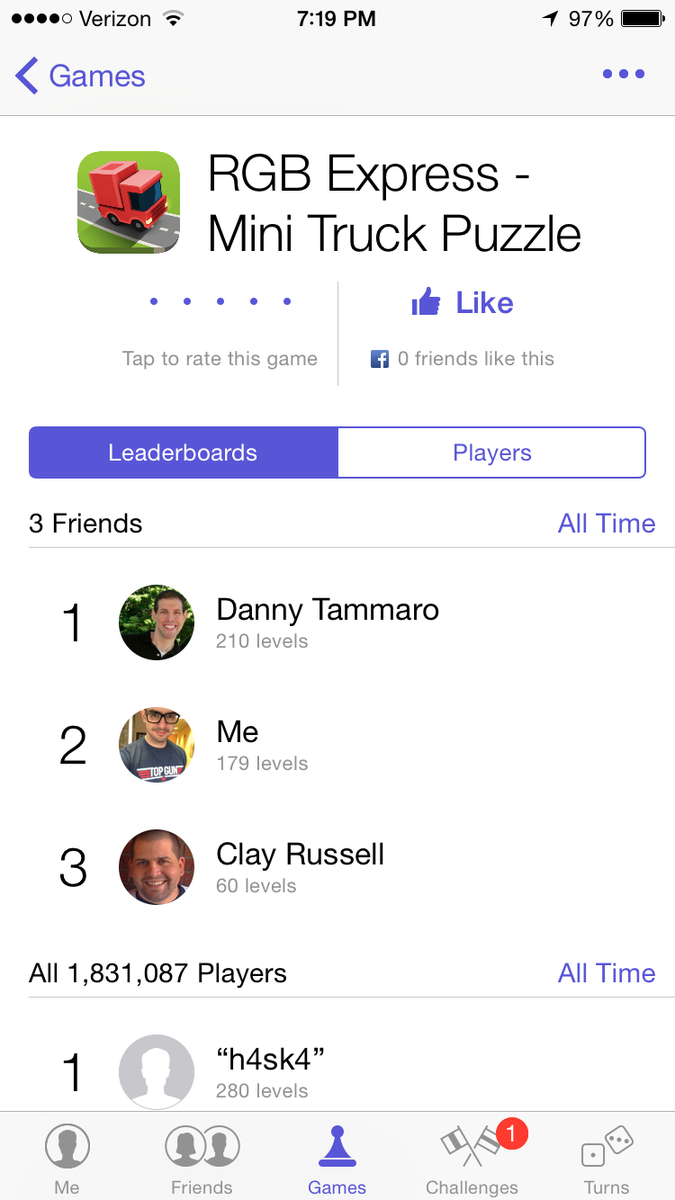 Verizon 7:19 PM 97%
Games
RGB Express -
Mini Truck Puzzle
Like
Tap to rate this game
0 friends like this
Leaderboards Players
3 Friends All Time
1 Danny Tammaro
210 levels
TOP GUN
2 Me
179 levels
3 Clay Russell
60 levels
All 1,831,087 Players All Time
1 “h4sk4”
280 levels
1
Me Friends Games Challenges Turns